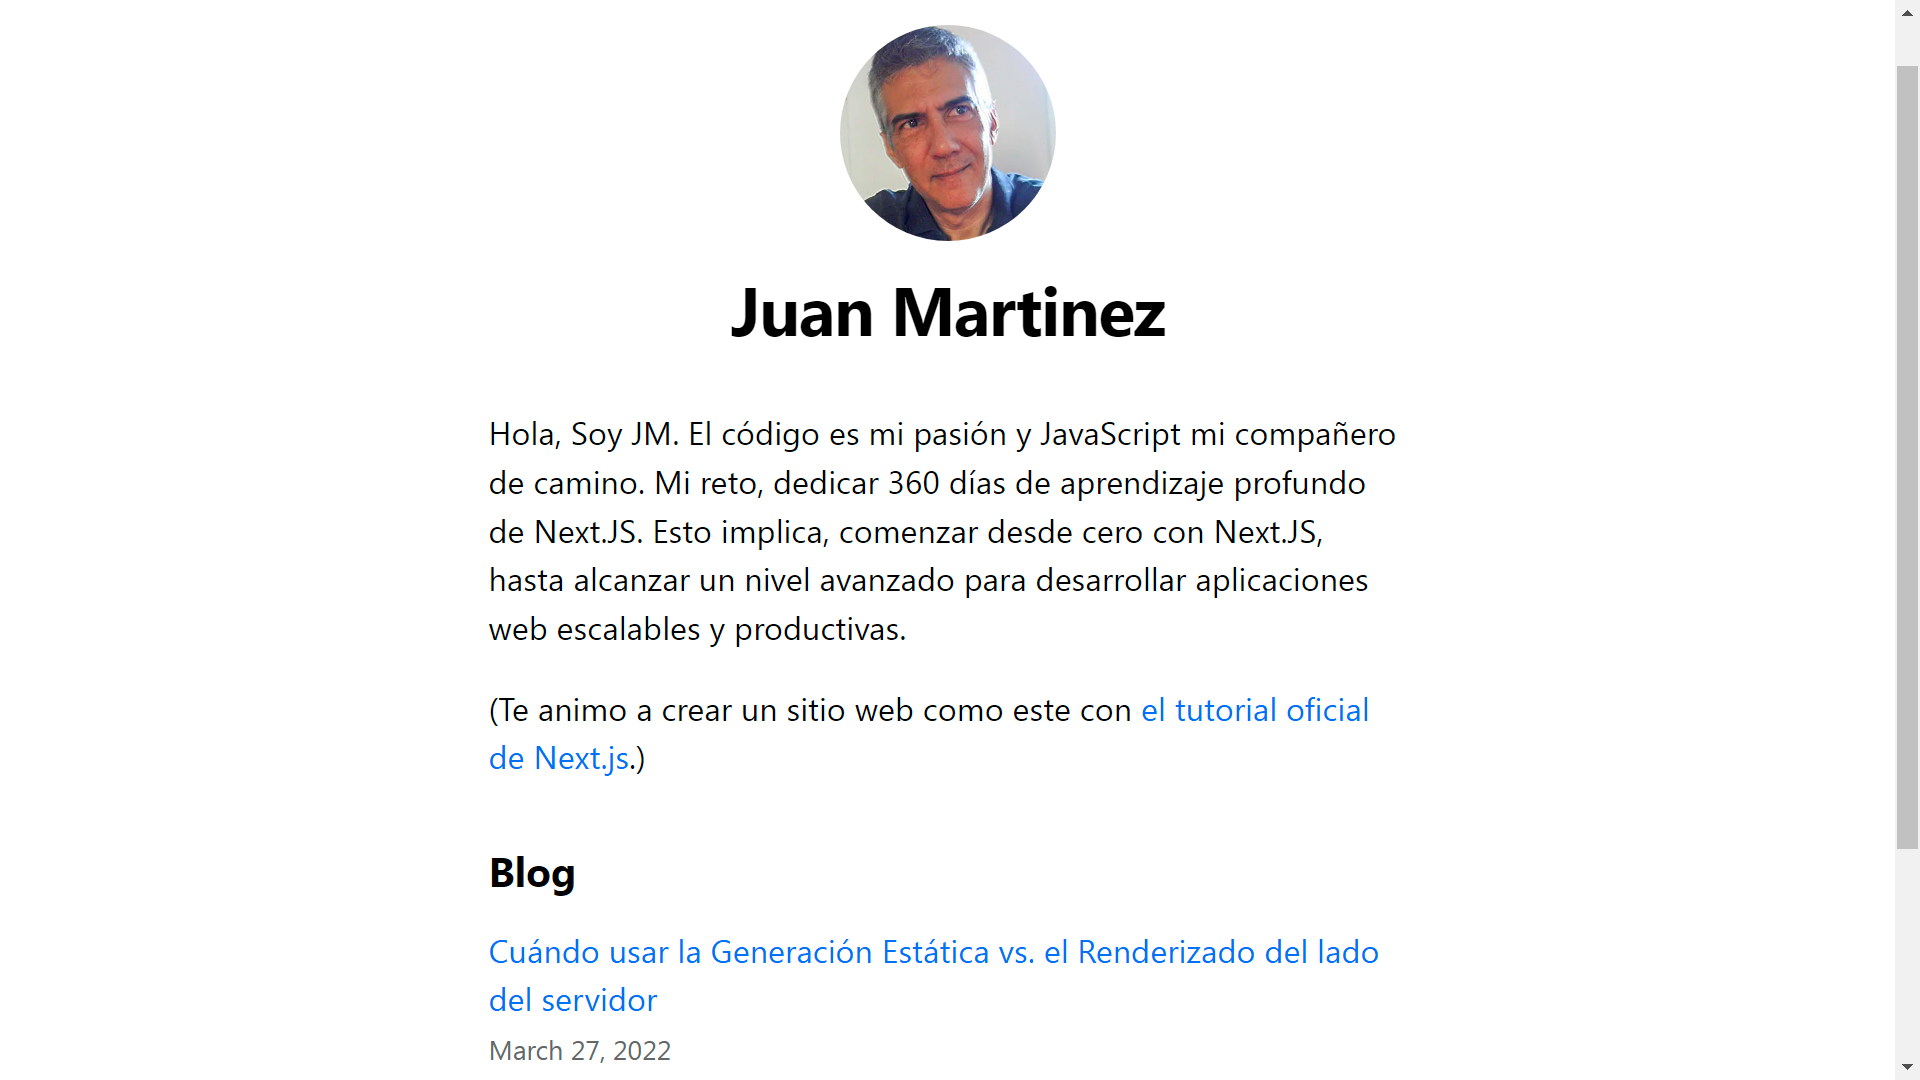 Juan Martinez
Hola, Soy JM. El código es mi pasión y JavaScript mi compañero
de camino. Mi reto, dedicar 360 días de aprendizaje profundo
de Next.JS. Esto implica, comenzar desde cero con Next.JS,
hasta alcanzar un nivel avanzado para desarrollar aplicaciones
web escalables y productivas.
(Te animo a crear un sitio web como este con el tutorial oficial
de Next.js.)
Blog
Cuándo usar la Generación Estática vs. el Renderizado del lado
del servidor
March 27, 2022